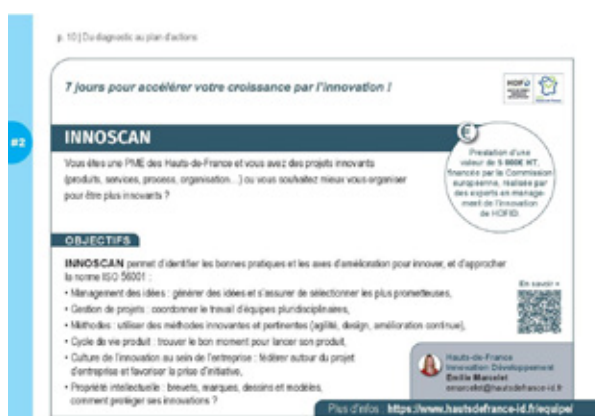 p. 10 | Du diagnostic au plan d'actions
7 jours pour accélérer votre croissance par l'innovation !
#2
INNOSCAN
Vous êtes une PME des Hauts-de-France et vous avez des projets innovants
(produits, services, process, organisation...) ou vous souhaitez mieux vous organiser
pour être plus innovants ?
€
Prestation d'une
valeur de 5 000€ HT,
financée par la Commission
européenne, réalisée par
des experts en manage-
ment de l'innovation
de HDFID.
OBJECTIFS
INNOSCAN permet d'identifier les bonnes pratiques et les axes d'amélioration pour innover, et d'approcher
la norme ISO 56001 :
• Management des idées : générer des idées et s'assurer de sélectionner les plus prometteuses,
• Gestion de projets : coordonner le travail d'équipes pluridisciplinaires,
• Méthodes : utiliser des méthodes innovantes et pertinentes (agilité, design, amélioration continue),
• Cycle de vie produit : trouver le bon moment pour lancer son produit,
• Culture de l'innovation au sein de l'entreprise : fédérer autour du projet
d'entreprise et favoriser la prise d'initiative,
• Propriété intellectuelle : brevets, marques, dessins et modèles,
comment protéger ses innovations ?
En savoir +
Hauts-de-France
Innovation Développement
Emilie Marcelet
emarcelet@hautsdefrance-id.fr
Plus d'infos : https://www.hautsdefrance-id.fr/equipe/